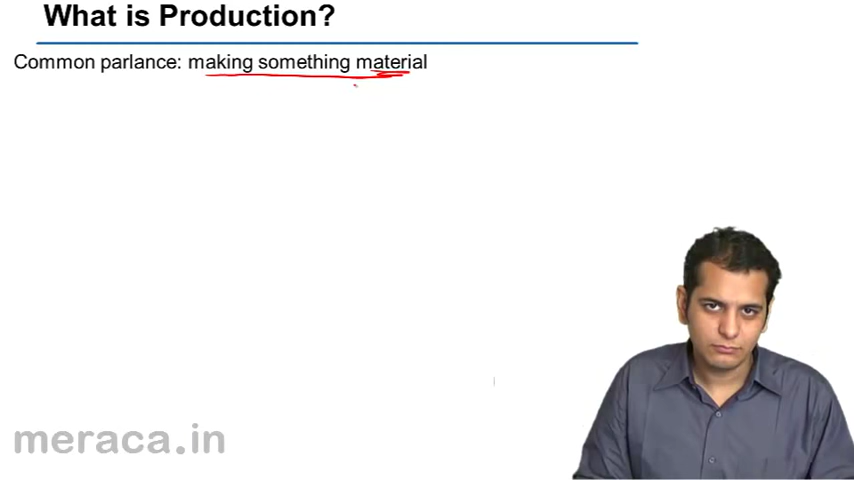 What is Production?
Common parlance: making something material
meraca.in